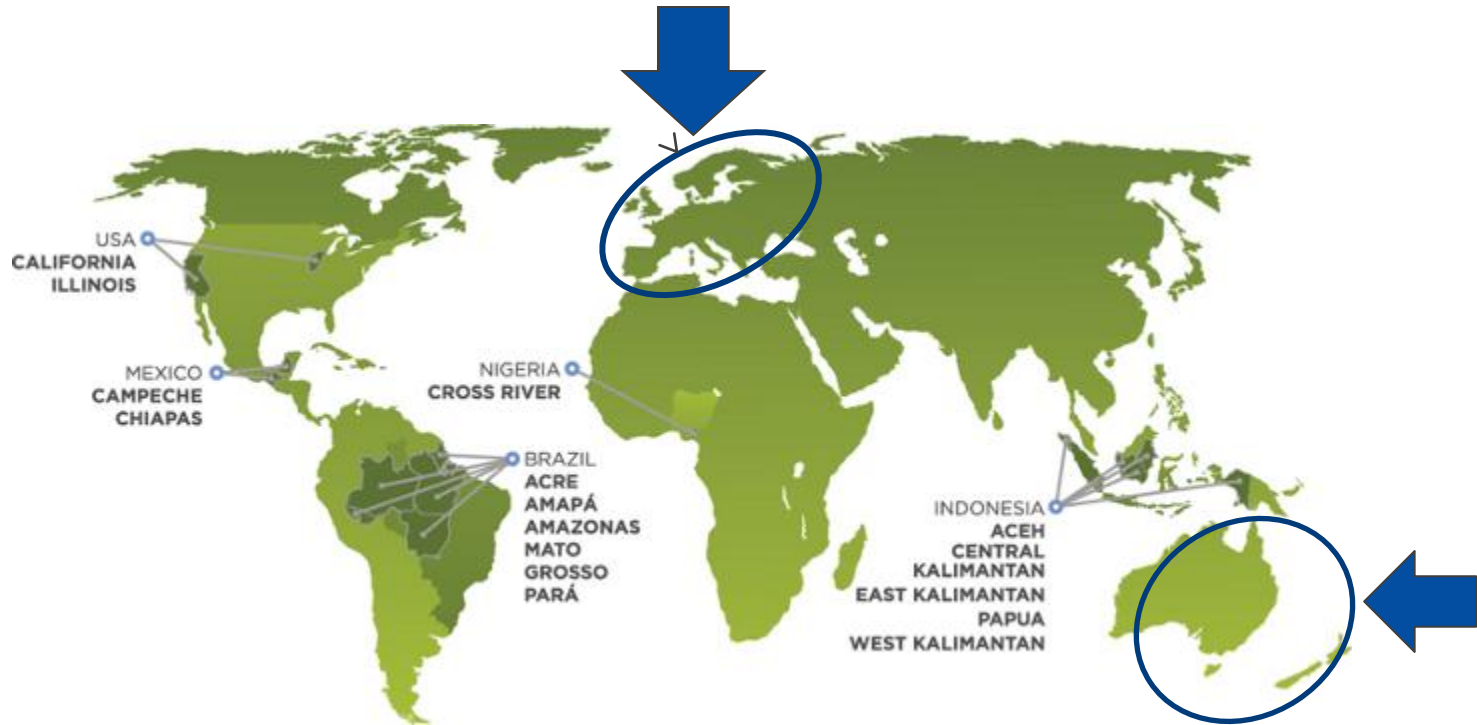 USA
CALIFORNIA
ILLINOIS
MEXICO
CAMPECHE
CHIAPAS
BRAZIL
ACRE
AMAPÁ
AMAZONAS
MATO
GROSSO
PARÁ
NIGERIA
CROSS RIVER
INDONESIA
ACEH
CENTRAL
KALIMANTAN
EAST KALIMANTAN
PAPUA
WEST KALIMANTAN